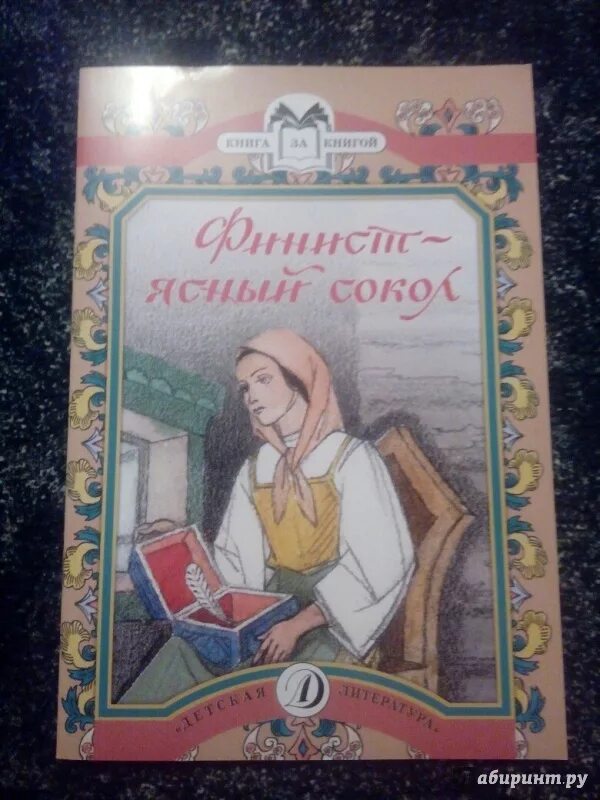 КНИГА ЗА КНИГОЙ
Финист-
ясный сокол
"ДЕТСКАЯ Д ЛИТЕРАТУРА"
абиринт.ру